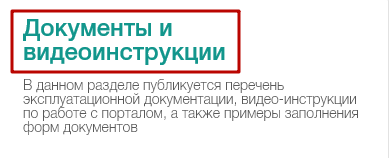 Документы и
видеоинструкции
В данном разделе публикуется перечень
эксплуатационной документации, видео-инструкции
по работе с порталом, а также примеры заполнения
форм документов